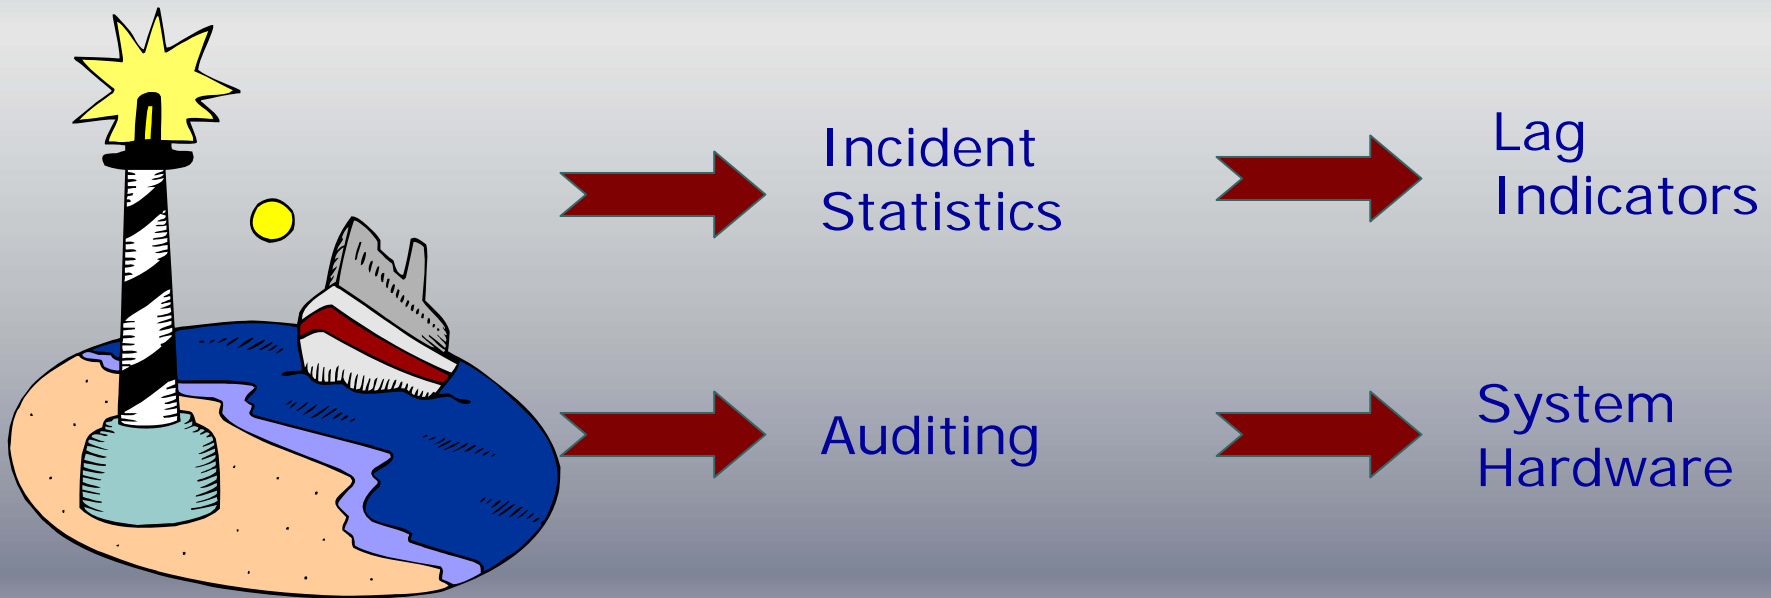 Incident
Statistics
Lag
Indicators
Auditing
System
Hardware